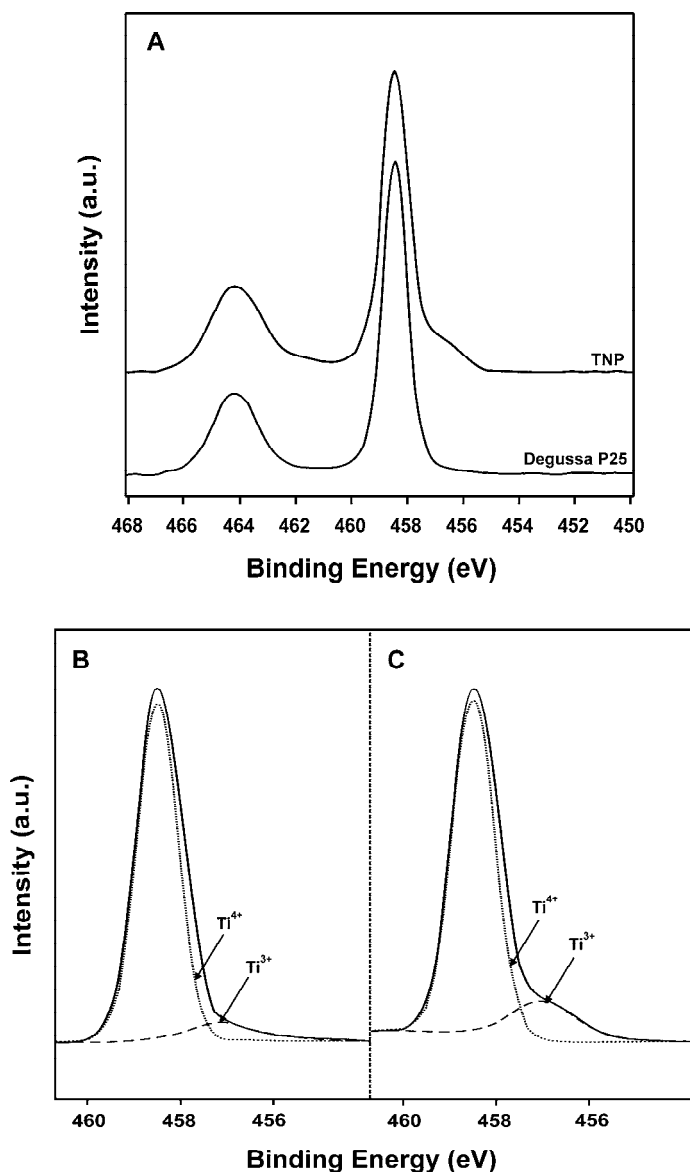 A
Intensity (a.u.)
TNP
Degussa P25
468 466 464 462 460 458 456 454 452 450
Binding Energy (eV)
B
C
Intensity (a.u.)
Ti4+
Ti3+
Ti4+
Ti3+
460 458 456 460 458 456
Binding Energy (eV)